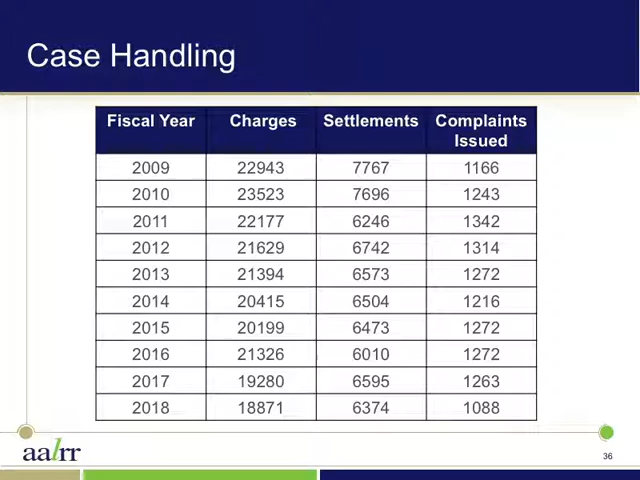 Case Handling
Fiscal Year Charges Settlements Complaints Issued
2009 22943 7767 1166
2010 23523 7696 1243
2011 22177 6246 1342
2012 21629 6742 1314
2013 21394 6573 1272
2014 20415 6504 1216
2015 20199 6473 1272
2016 21326 6010 1272
2017 19280 6595 1263
2018 18871 6374 1088
aalrr
36